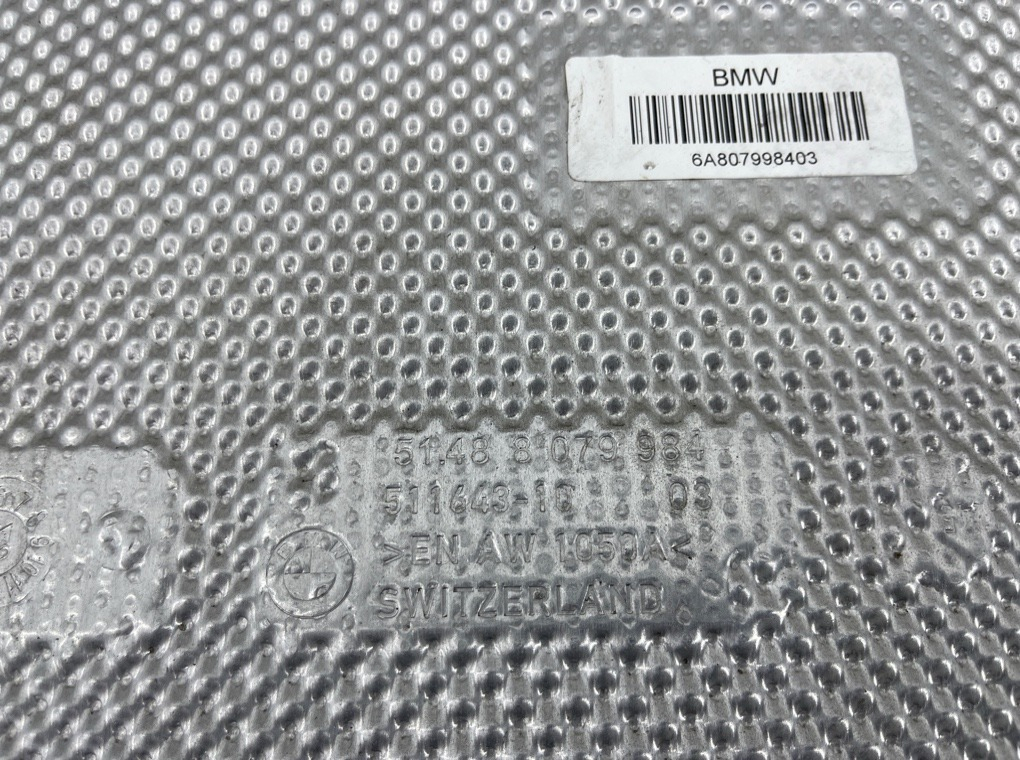 BMW
6A807998403
51.48 8 079 984
511643-10 03
>EN AW 1050A<
SWITZERLAND